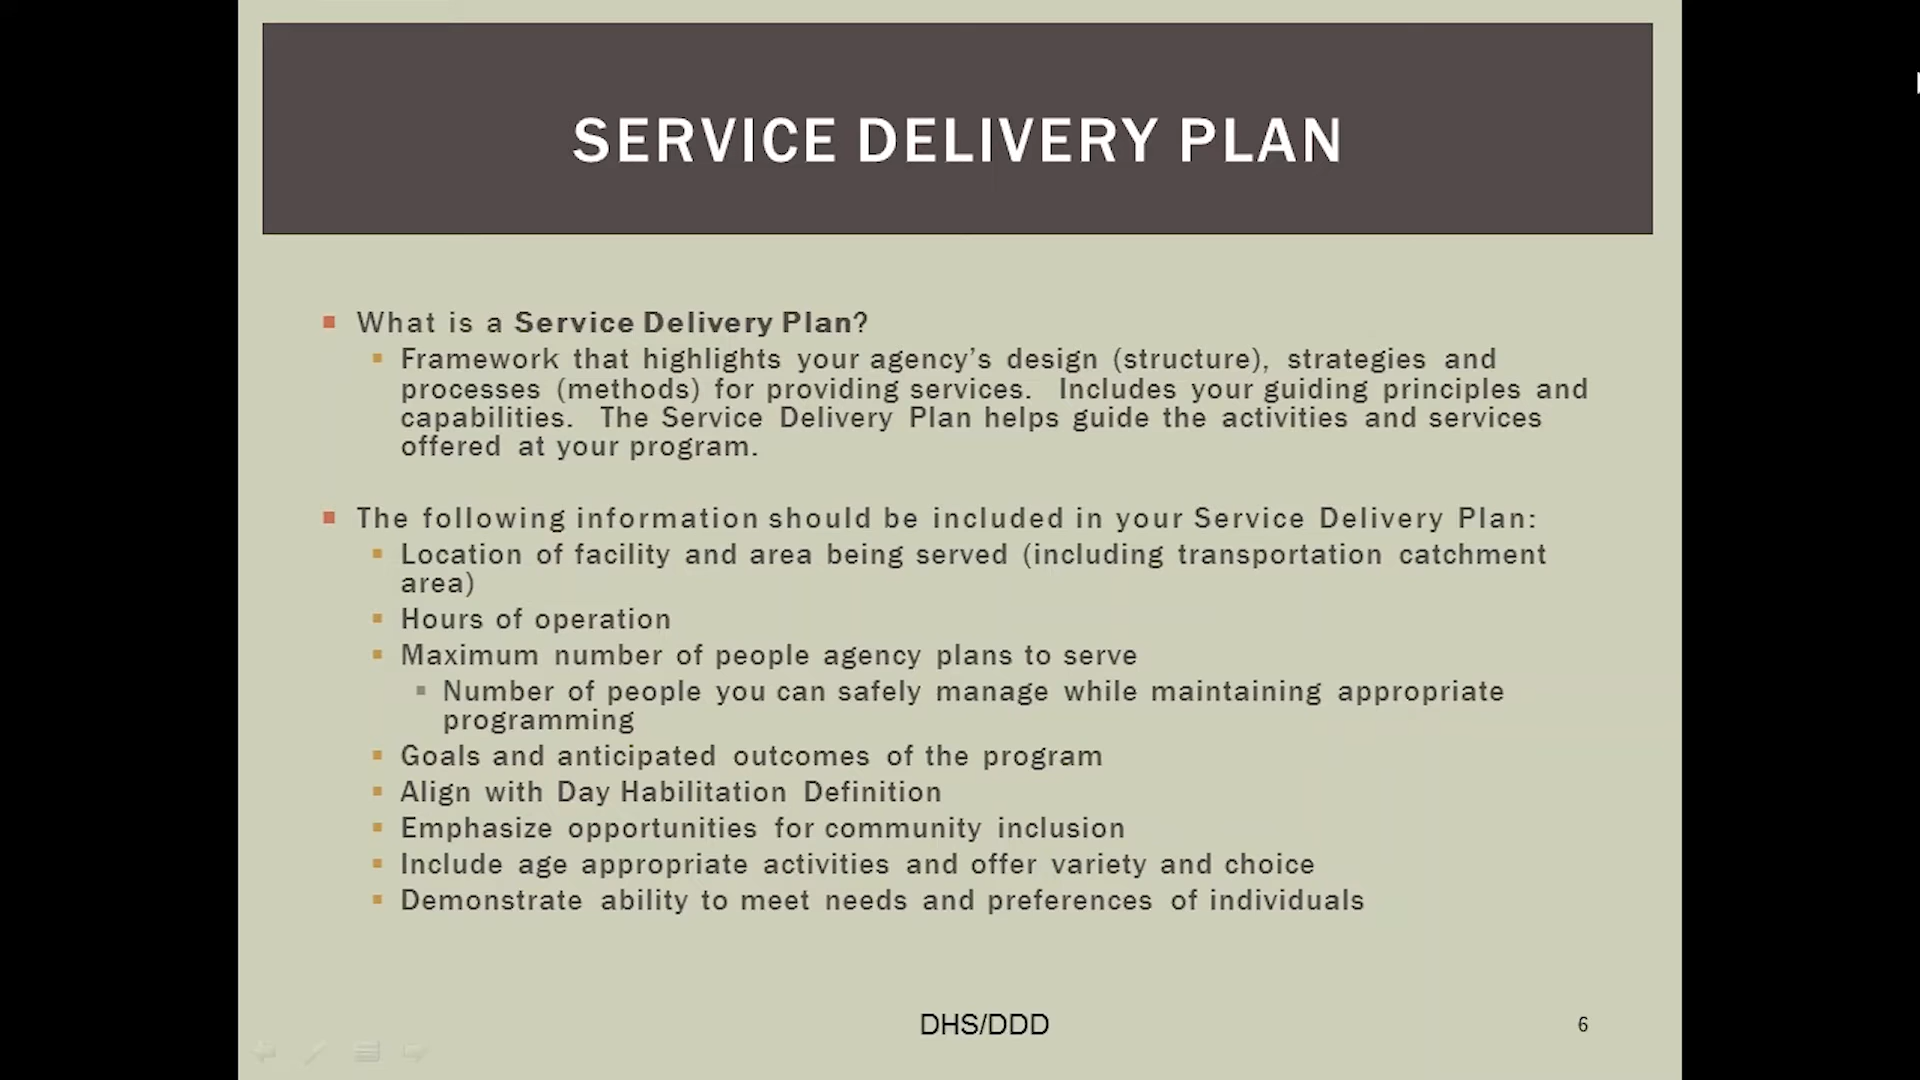 SERVICE DELIVERY PLAN
What is a Service Delivery Plan?
Framework that highlights your agency’s design (structure), strategies and
processes (methods) for providing services. Includes your guiding principles and
capabilities. The Service Delivery Plan helps guide the activities and services
offered at your program.
The following information should be included in your Service Delivery Plan:
Location of facility and area being served (including transportation catchment
area)
Hours of operation
Maximum number of people agency plans to serve
Number of people you can safely manage while maintaining appropriate
programming
Goals and anticipated outcomes of the program
Align with Day Habilitation Definition
Emphasize opportunities for community inclusion
Include age appropriate activities and offer variety and choice
Demonstrate ability to meet needs and preferences of individuals
DHS/DDD
6